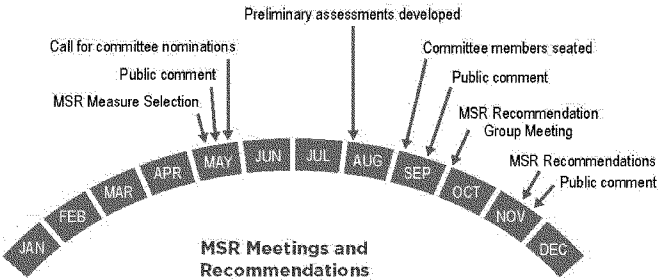 Preliminary assessments developed
Call for committee nominations
Committee members seated
Public comment
Public comment
MSR Measure Selection
MSR Recommendation
Group Meeting
MSR Recommendations
Public comment
JAN
FEB
MAR
APR
MAY
JUN
JUL
AUG
SEP
OCT
NOV
DEC
MSR Meetings and
Recommendations